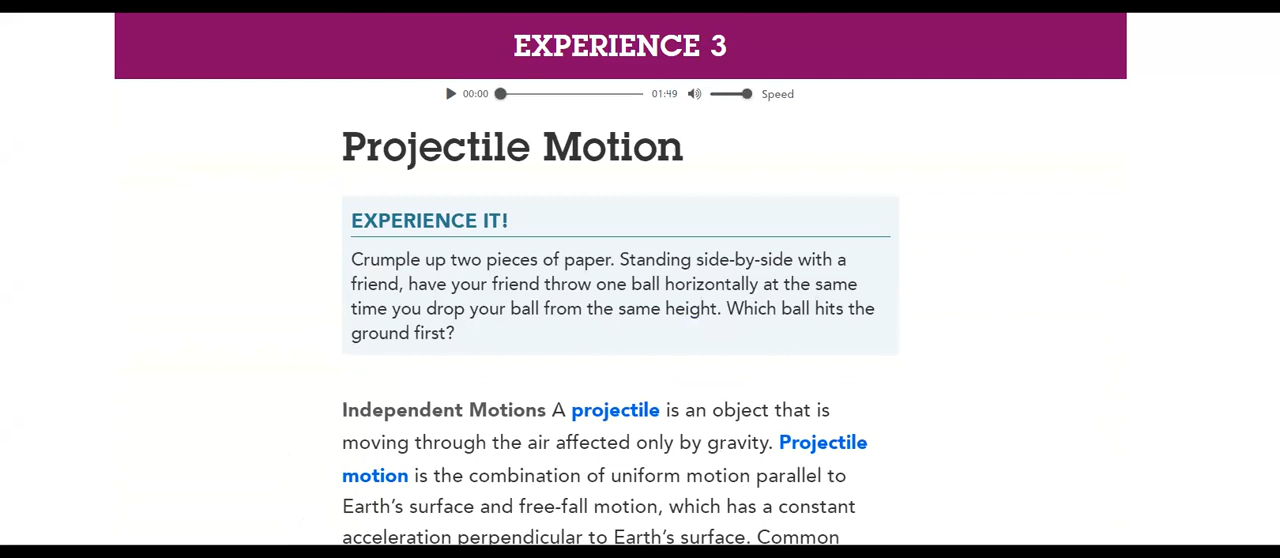 EXPERIENCE 3
00:00 01:49 Speed
Projectile Motion
EXPERIENCE IT!
Crumple up two pieces of paper. Standing side-by-side with a
friend, have your friend throw one ball horizontally at the same
time you drop your ball from the same height. Which ball hits the
ground first?
Independent Motions A projectile is an object that is
moving through the air affected only by gravity. Projectile
motion is the combination of uniform motion parallel to
Earth’s surface and free-fall motion, which has a constant
acceleration perpendicular to Earth’s surface. Common